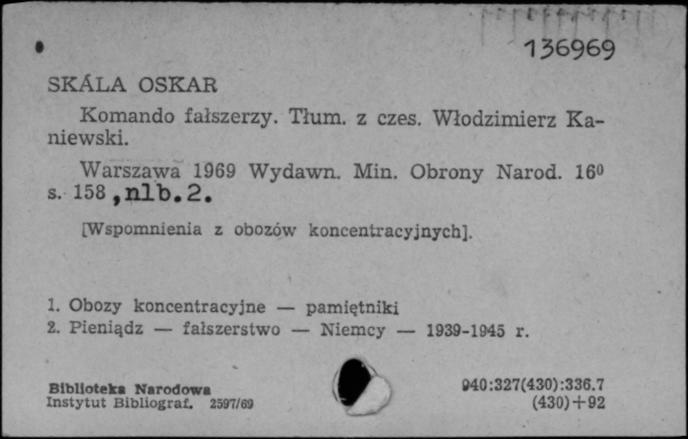 136969
SKÁLA OSKAR
Komando fałszerzy. Tłum. z czes. Włodzimierz Ka-
niewski.
Warszawa 1969 Wydawn. Min. Obrony Narod. 16⁰
s. 158, nlb. 2.
[Wspomnienia z obozów koncentracyjnych].
1. Obozy koncentracyjne — pamiętniki
2. Pieniądz — fałszerstwo — Niemcy — 1939-1945 r.
Biblioteka Narodowa 940:327(430):336.7
Instytut Bibliograf. 2597/69 (430)+92